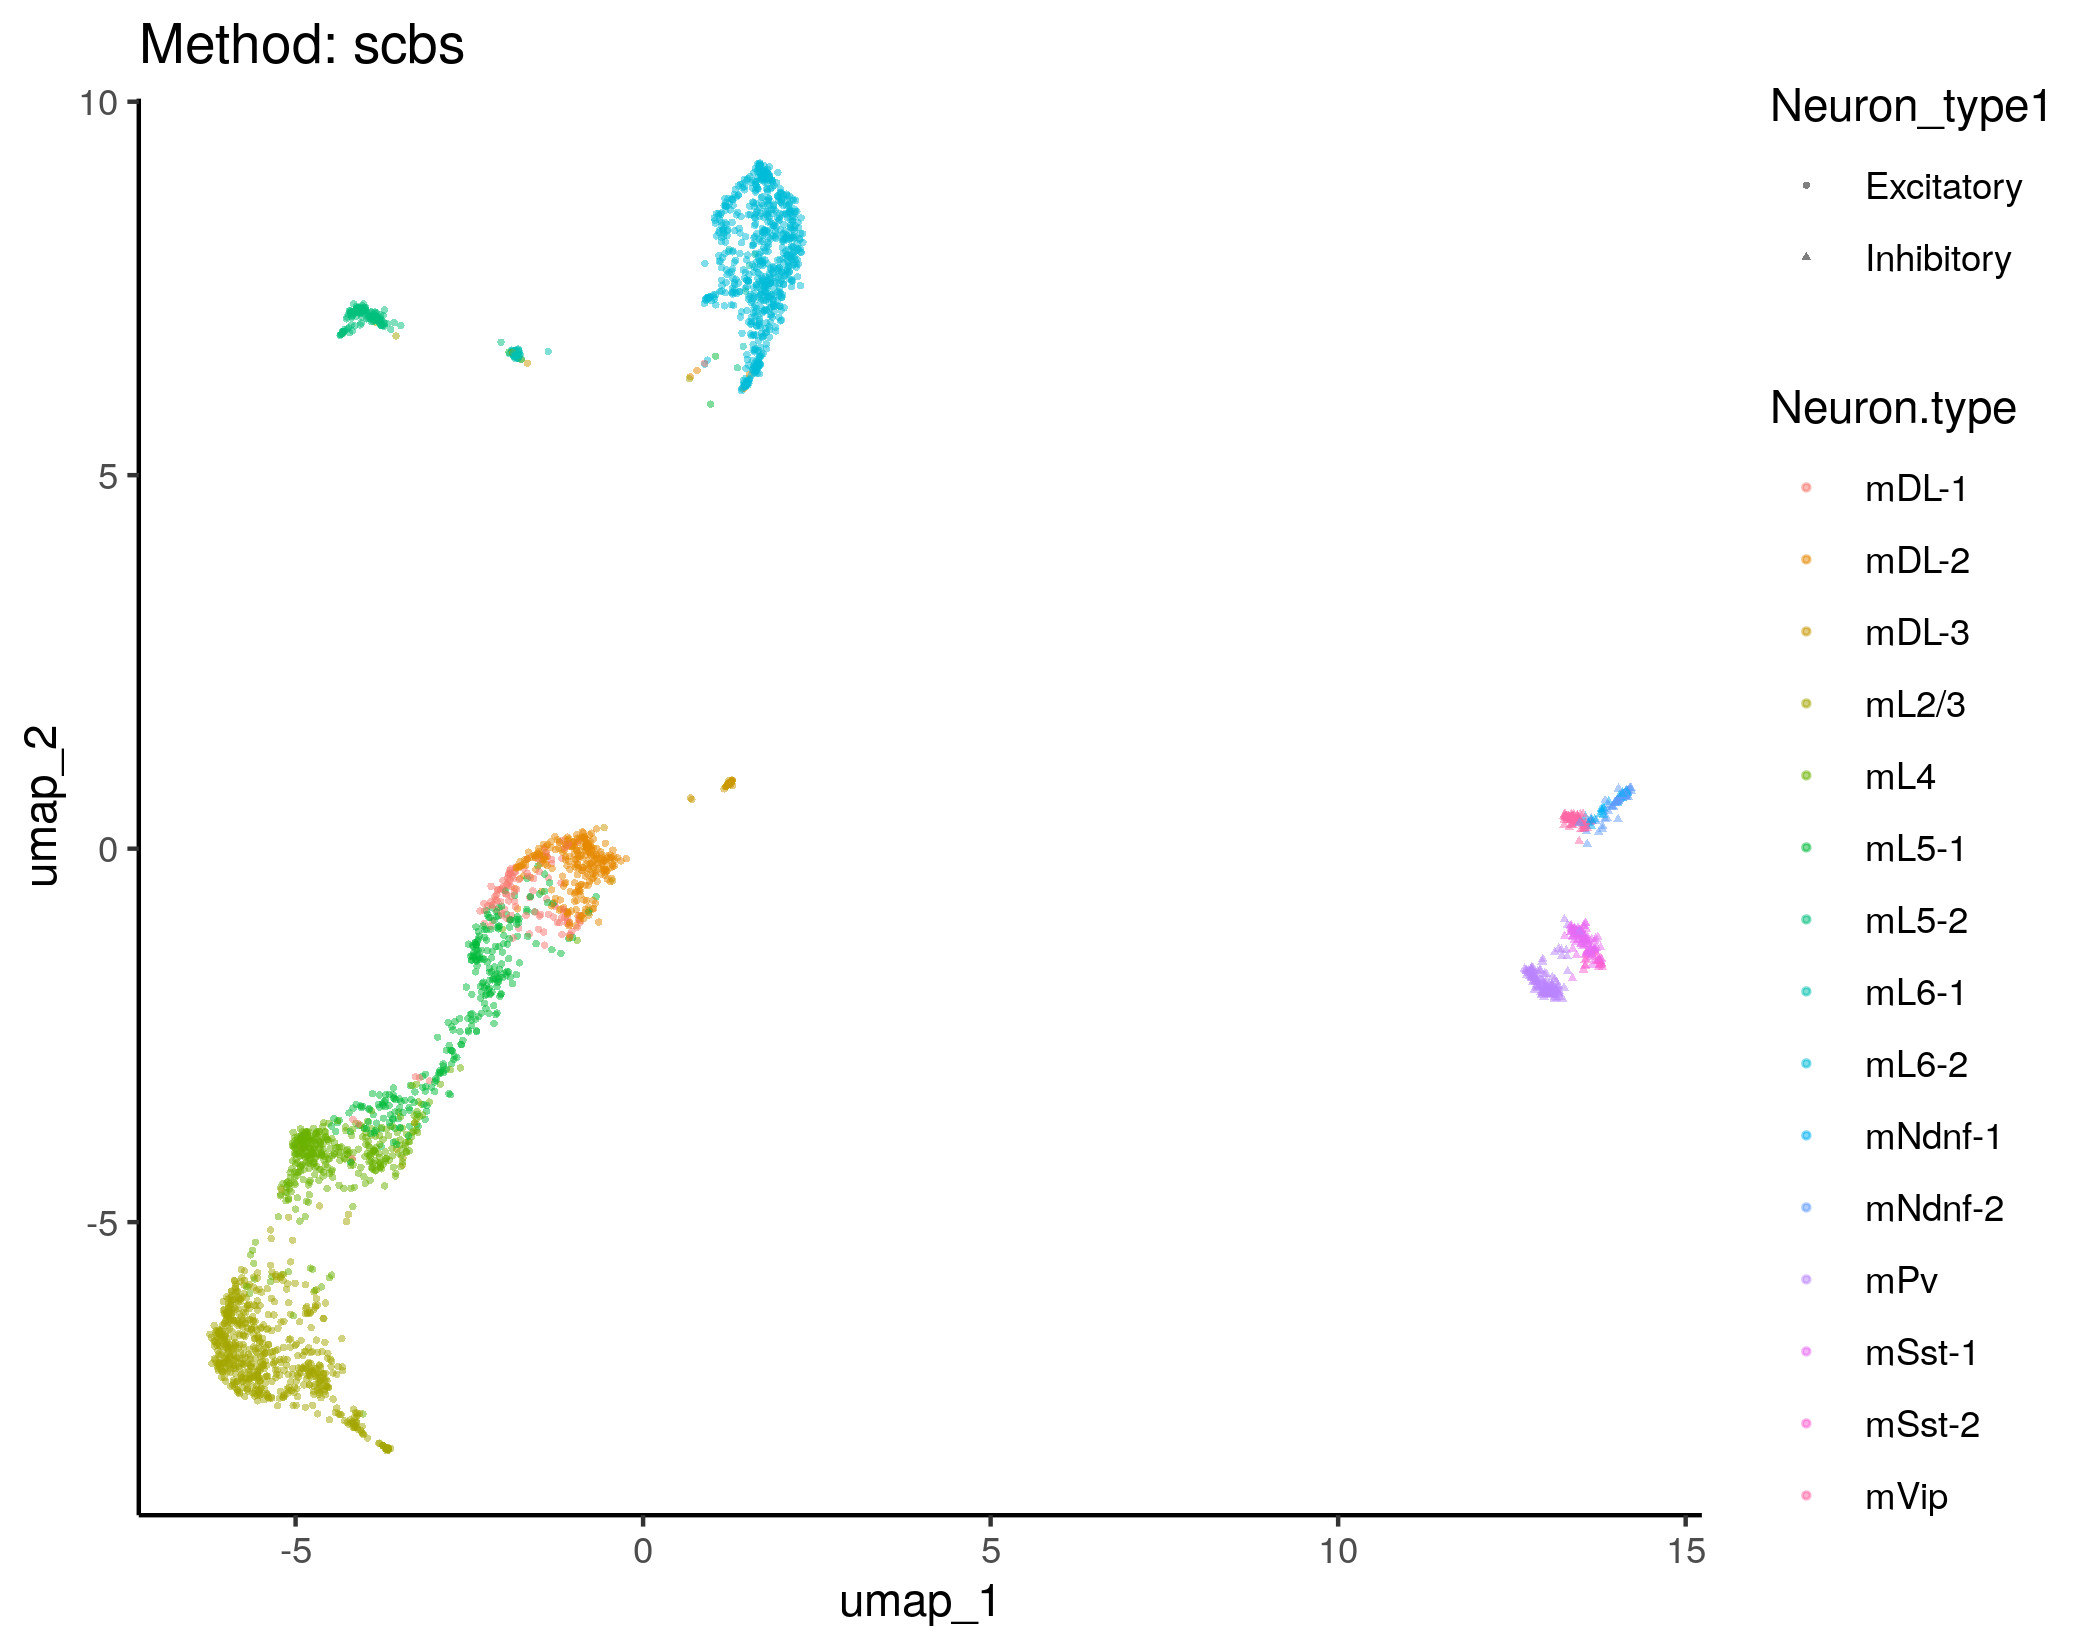 Method: scbs
10
5
0
-5
umap_2
-5
0
5
10
15
umap_1
Neuron_type1
Excitatory
Inhibitory
Neuron.type
mDL-1
mDL-2
mDL-3
mL2/3
mL4
mL5-1
mL5-2
mL6-1
mL6-2
mNdnf-1
mNdnf-2
mPv
mSst-1
mSst-2
mVip